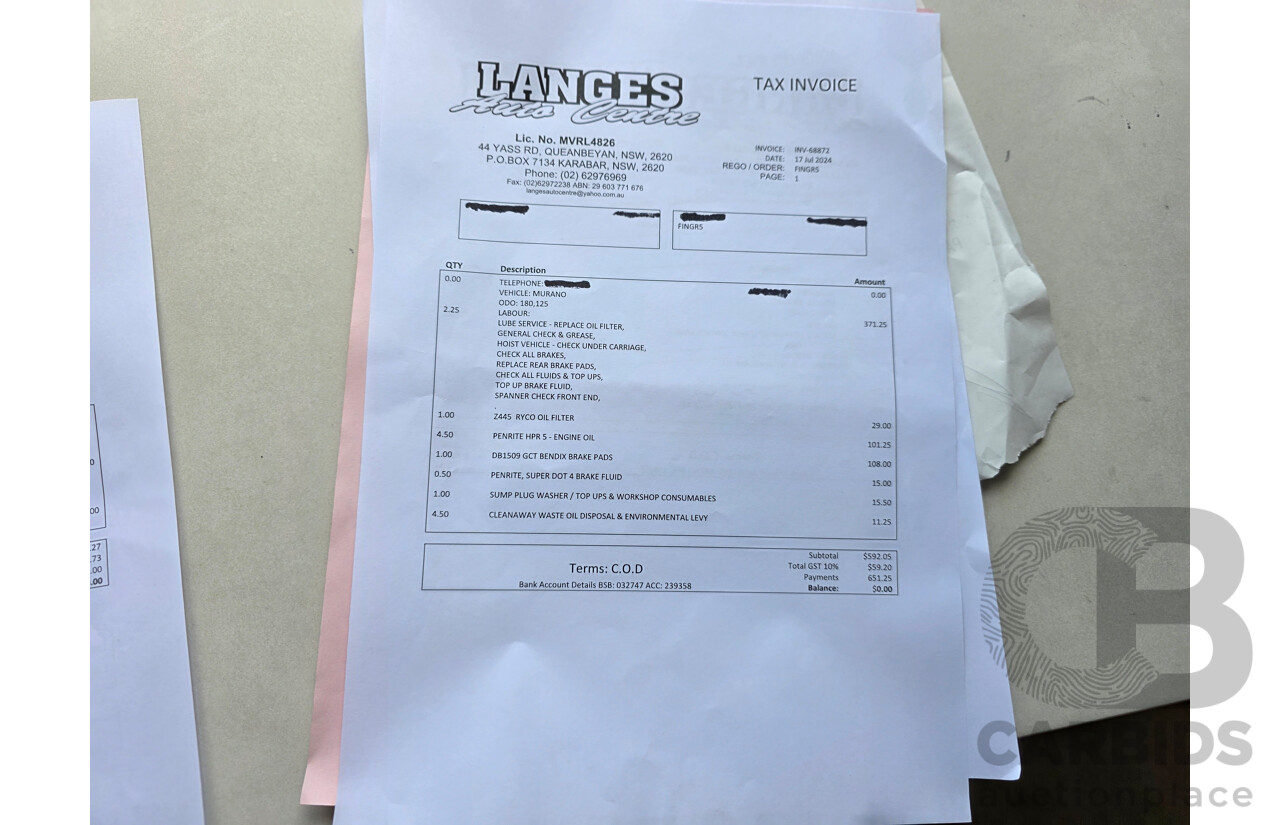 LANGES
Auto Centre
TAX INVOICE
Lic. No. MVRL4826
44 YASS RD, QUEANBEYAN, NSW, 2620
P.O.BOX 7134 KARABAR, NSW, 2620
Phone: (02) 62976969
Fax: (02)62972238 ABN: 29 603 771 676
langesautocentre@yahoo.com.au
INVOICE: INV-68872
DATE: 17 Jul 2024
REGO / ORDER: FINGR5
PAGE: 1
FINGR5
QTY Description Amount
0.00 TELEPHONE: 0.00
VEHICLE: MURANO
ODO: 180,125
2.25 LABOUR: 371.25
LUBE SERVICE - REPLACE OIL FILTER,
GENERAL CHECK & GREASE,
HOIST VEHICLE - CHECK UNDER CARRIAGE,
CHECK ALL BRAKES,
REPLACE REAR BRAKE PADS,
CHECK ALL FLUIDS & TOP UPS,
TOP UP BRAKE FLUID,
SPANNER CHECK FRONT END,
.
1.00 Z445 RYCO OIL FILTER 29.00
4.50 PENRITE HPR 5 - ENGINE OIL 101.25
1.00 DB1509 GCT BENDIX BRAKE PADS 108.00
0.50 PENRITE, SUPER DOT 4 BRAKE FLUID 15.00
1.00 SUMP PLUG WASHER / TOP UPS & WORKSHOP CONSUMABLES 15.50
4.50 CLEANAWAY WASTE OIL DISPOSAL & ENVIRONMENTAL LEVY 11.25
Terms: C.O.D
Bank Account Details BSB: 032747 ACC: 239358
Subtotal $592.05
Total GST 10% $59.20
Payments 651.25
Balance: $0.00
0
00
.27
.73
.00
.00
CB
CARBIDS
auctionplace